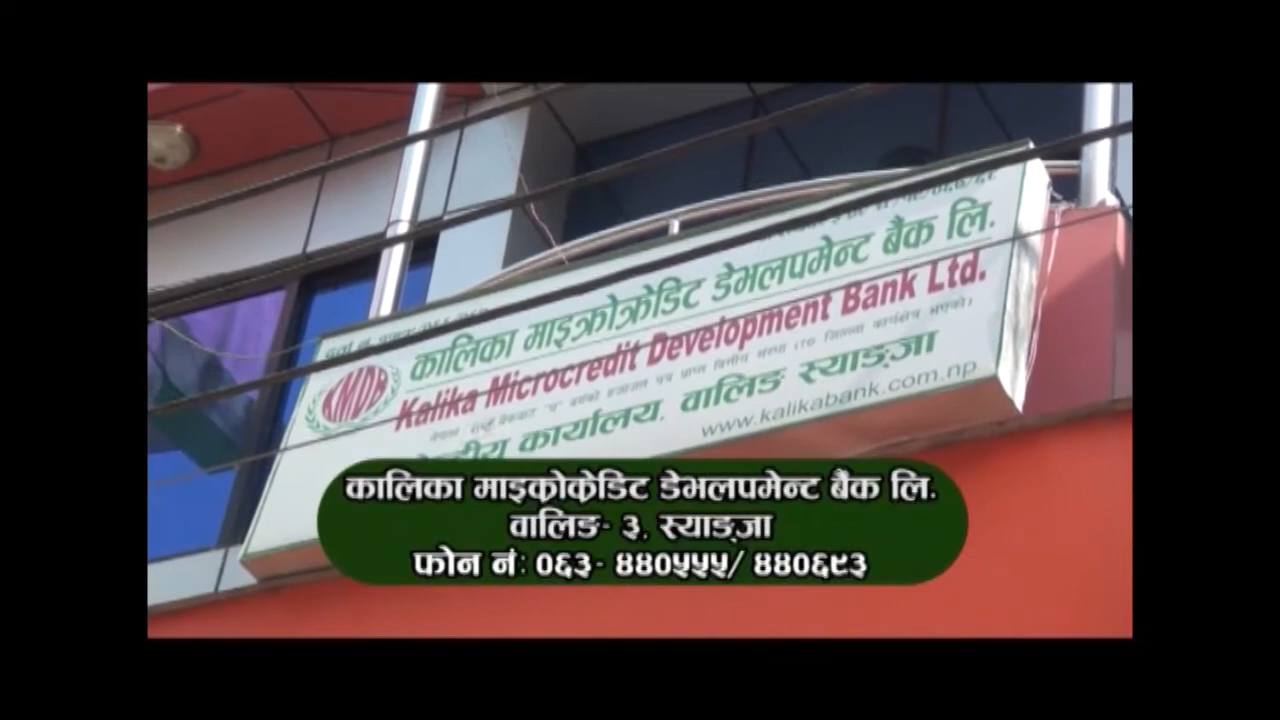 कालिका माइक्रोक्रेडिट डेभलपमेन्ट बैंक लि.
KMDB
Kalika Microcredit Development Bank Ltd.
कार्यालय, वालिङ स्याङ्जा
www.kalikabank.com.np
कालिका माइक्रोक्रेडिट डेभलपमेन्ट बैंक लि.
वालिङ- ३, स्याङ्जा
फोन नं: ०६३- ४४०५५५/ ४४०६९३